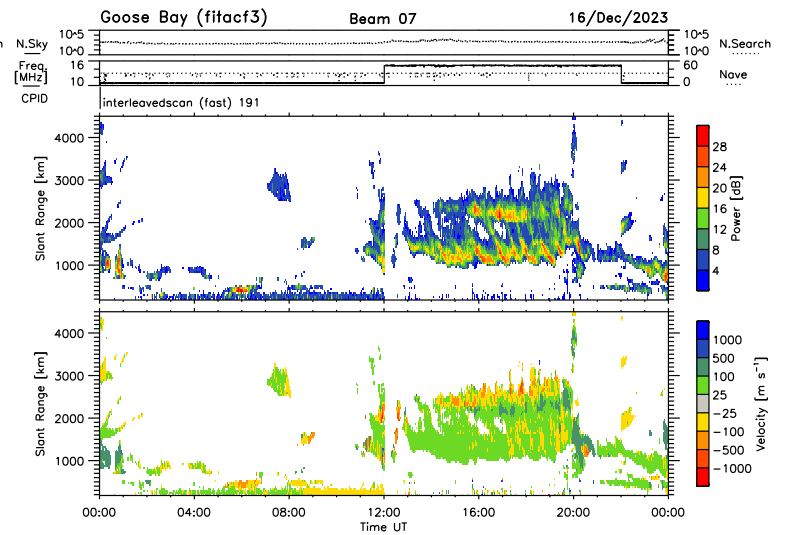 Goose Bay (fitacf3) Beam 07 16/Dec/2023
n N.Sky 10^5 10^0 10^5 10^0 N.Search
Freq. [MHz] 16 10 60 0 Nave
CPID interleavedscan (fast) 191
Slant Range [km] 4000 3000 2000 1000
28 24 20 16 12 8 4 Power [dB]
Slant Range [km] 4000 3000 2000 1000
1000 500 100 25 -25 -100 -500 -1000 Velocity [m s⁻¹]
00:00 04:00 08:00 12:00 16:00 20:00 00:00
Time UT